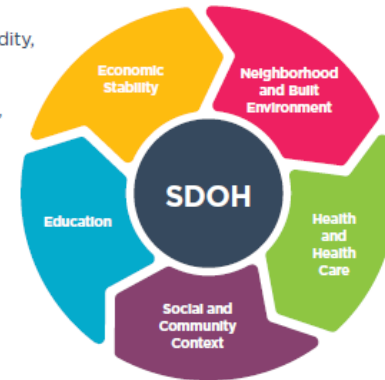 Economic
Stability
Neighborhood
and Built
Environment
SDOH
Education
Health
and
Health
Care
Social and
Community
Context